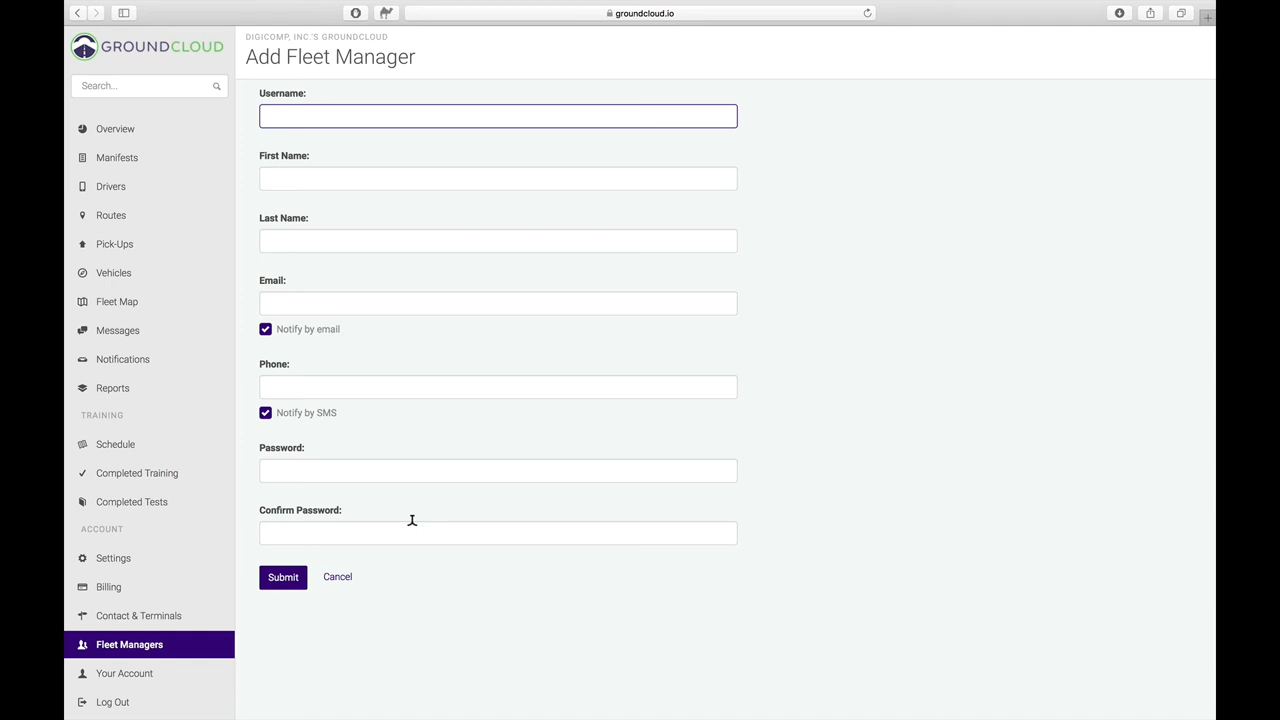 groundcloud.io
GROUNDCLOUD
Search...
Overview
Manifests
Drivers
Routes
Pick-Ups
Vehicles
Fleet Map
Messages
Notifications
Reports
TRAINING
Schedule
Completed Training
Completed Tests
ACCOUNT
Settings
Billing
Contact & Terminals
Fleet Managers
Your Account
Log Out
DIGICOMP, INC.'S GROUNDCLOUD
Add Fleet Manager
Username:
First Name:
Last Name:
Email:
Notify by email
Phone:
Notify by SMS
Password:
Confirm Password:
Submit Cancel